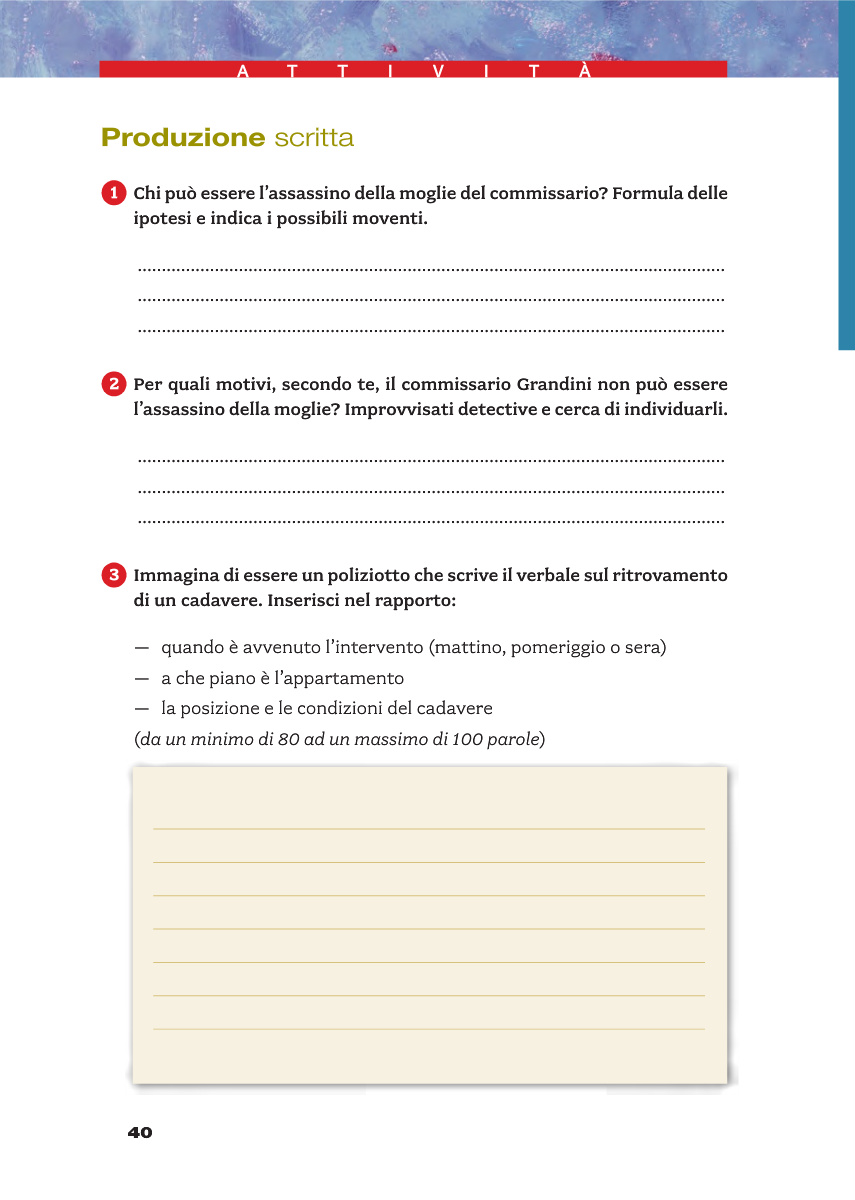 ATTIVITÀ
Produzione scritta
1 Chi può essere l’assassino della moglie del commissario? Formula delle
ipotesi e indica i possibili moventi.
................................................................................................................................
................................................................................................................................
................................................................................................................................
2 Per quali motivi, secondo te, il commissario Grandini non può essere
l’assassino della moglie? Improvvisati detective e cerca di individuarli.
................................................................................................................................
................................................................................................................................
................................................................................................................................
3 Immagina di essere un poliziotto che scrive il verbale sul ritrovamento
di un cadavere. Inserisci nel rapporto:
— quando è avvenuto l’intervento (mattino, pomeriggio o sera)
— a che piano è l’appartamento
— la posizione e le condizioni del cadavere
(da un minimo di 80 ad un massimo di 100 parole)
40